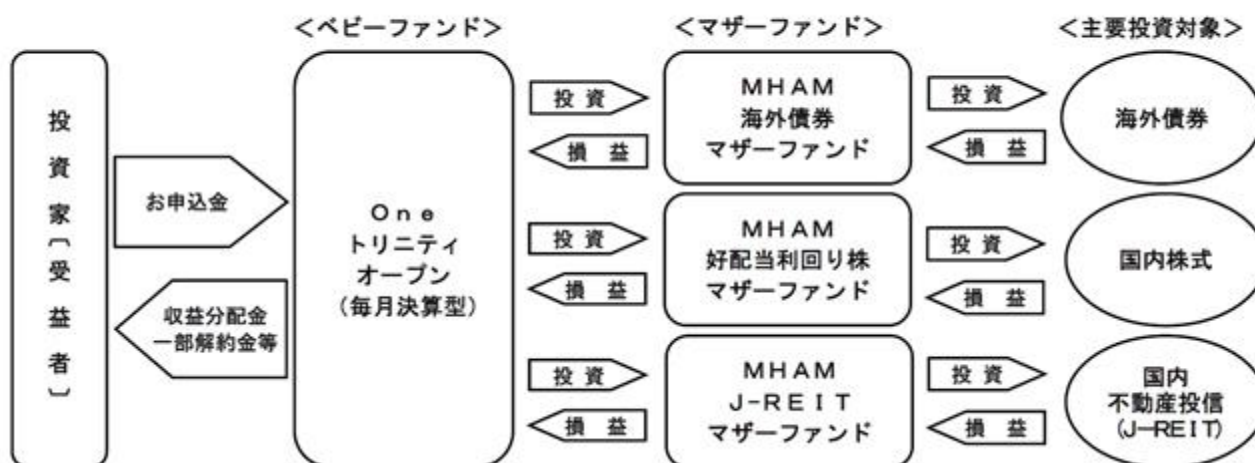 ＜ベビーファンド＞
＜マザーファンド＞
＜主要投資対象＞
投資家〔受益者〕
お申込金
収益分配金
一部解約金等
Ｏｎｅ
トリニティ
オープン
（毎月決算型）
投資
損益
ＭＨＡＭ
海外債券
マザーファンド
投資
損益
海外債券
投資
損益
ＭＨＡＭ
好配当利回り株
マザーファンド
投資
損益
国内株式
投資
損益
ＭＨＡＭ
Ｊ−ＲＥＩＴ
マザーファンド
投資
損益
国内
不動産投信
（J−REIT）